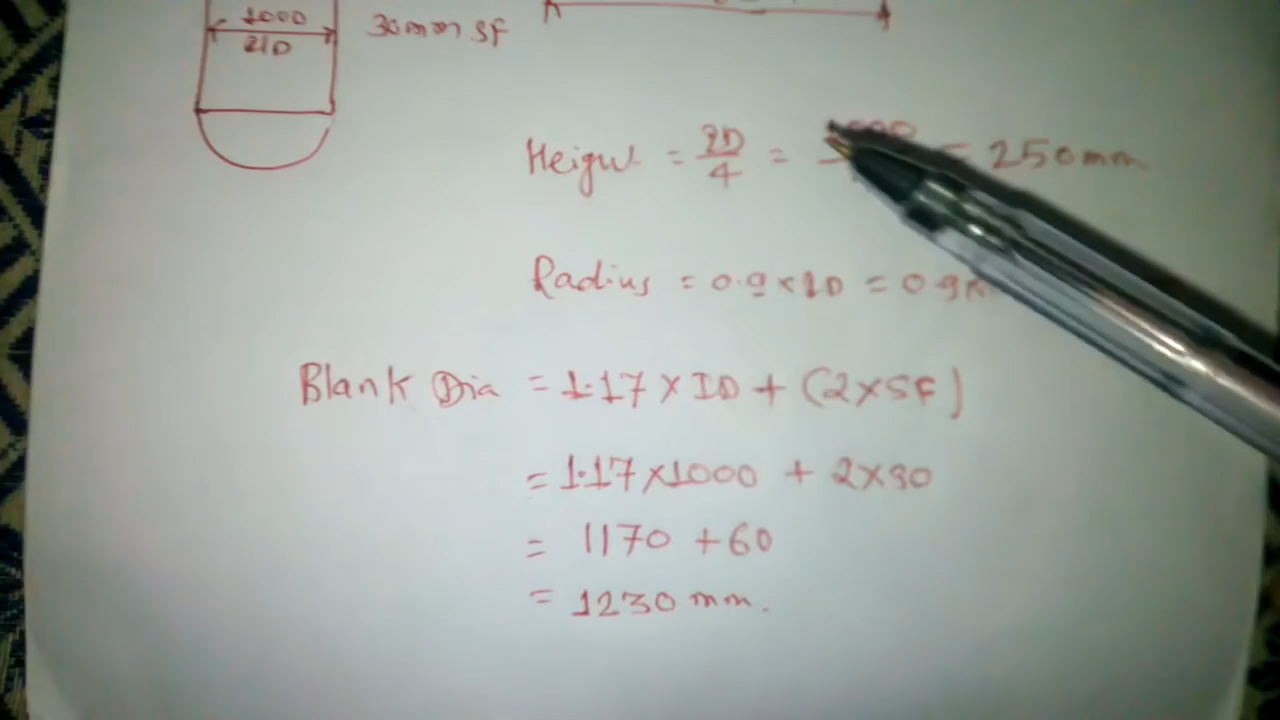 1000
ID
30mm SF
Height = ID/4 = = 250mm
Radius = 0.9 × ID = 0.9×
Blank Dia = 1.17 × ID + (2×SF)
= 1.17 ×1000 + 2×30
= 1170 + 60
= 1230 mm.